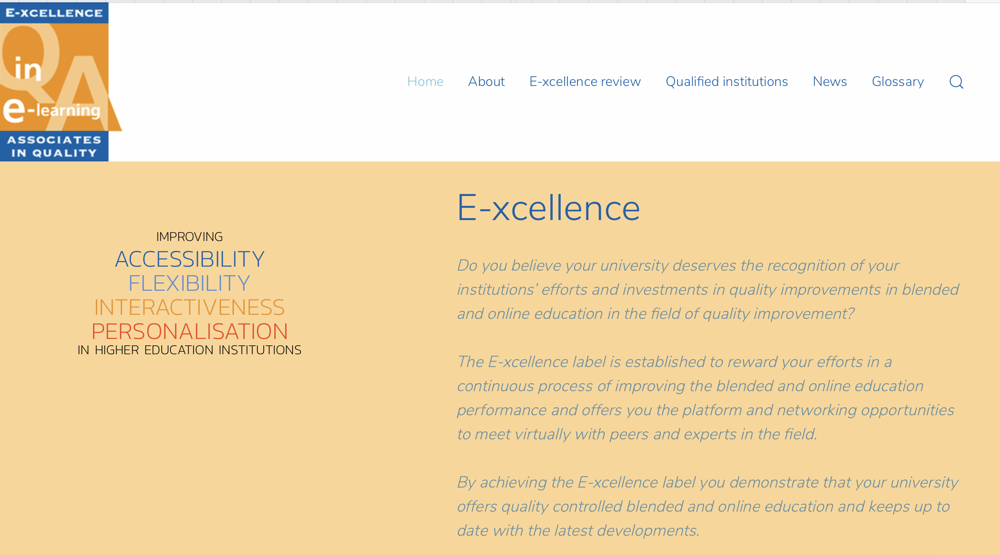 E-XCELLENCE
QA
in
e-learning
ASSOCIATES
IN QUALITY
Home About E-xcellence review Qualified institutions News Glossary
IMPROVING
ACCESSIBILITY
FLEXIBILITY
INTERACTIVENESS
PERSONALISATION
IN HIGHER EDUCATION INSTITUTIONS
E-xcellence
Do you believe your university deserves the recognition of your
institutions’ efforts and investments in quality improvements in blended
and online education in the field of quality improvement?
The E-xcellence label is established to reward your efforts in a
continuous process of improving the blended and online education
performance and offers you the platform and networking opportunities
to meet virtually with peers and experts in the field.
By achieving the E-xcellence label you demonstrate that your university
offers quality controlled blended and online education and keeps up to
date with the latest developments.